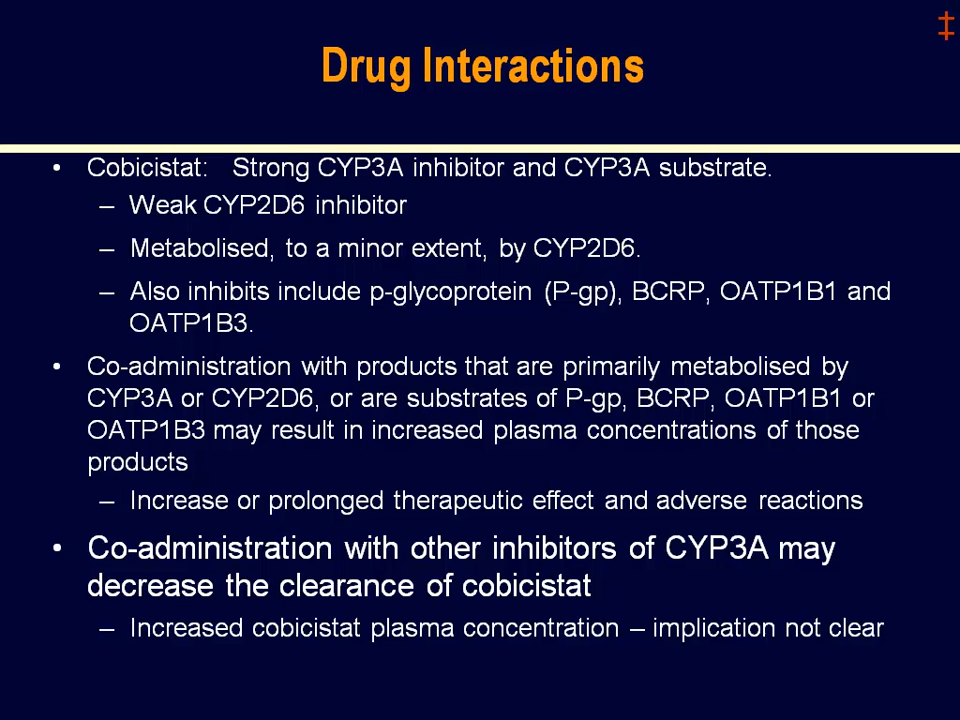 ‡
Drug Interactions
• Cobicistat: Strong CYP3A inhibitor and CYP3A substrate.
– Weak CYP2D6 inhibitor
– Metabolised, to a minor extent, by CYP2D6.
– Also inhibits include p-glycoprotein (P-gp), BCRP, OATP1B1 and
OATP1B3.
• Co-administration with products that are primarily metabolised by
CYP3A or CYP2D6, or are substrates of P-gp, BCRP, OATP1B1 or
OATP1B3 may result in increased plasma concentrations of those
products
– Increase or prolonged therapeutic effect and adverse reactions
• Co-administration with other inhibitors of CYP3A may
decrease the clearance of cobicistat
– Increased cobicistat plasma concentration – implication not clear